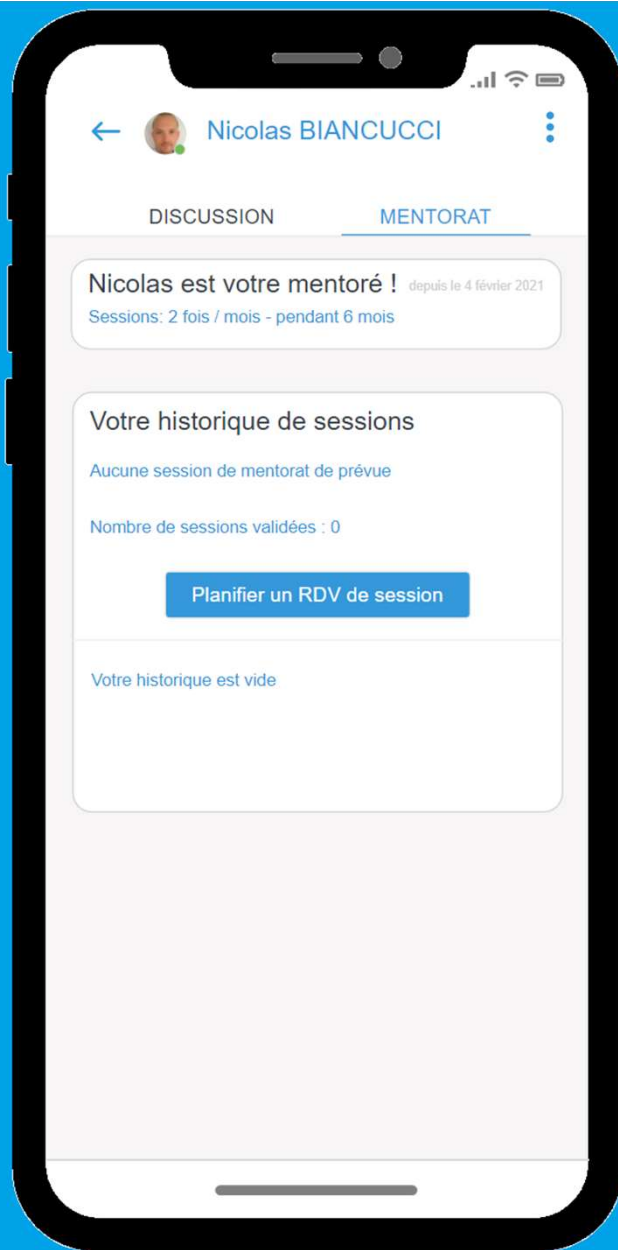 Nicolas BIANCUCCI
DISCUSSION MENTORAT
Nicolas est votre mentoré ! depuis le 4 février 2021
Sessions: 2 fois / mois - pendant 6 mois
Votre historique de sessions
Aucune session de mentorat de prévue
Nombre de sessions validées : 0
Planifier un RDV de session
Votre historique est vide